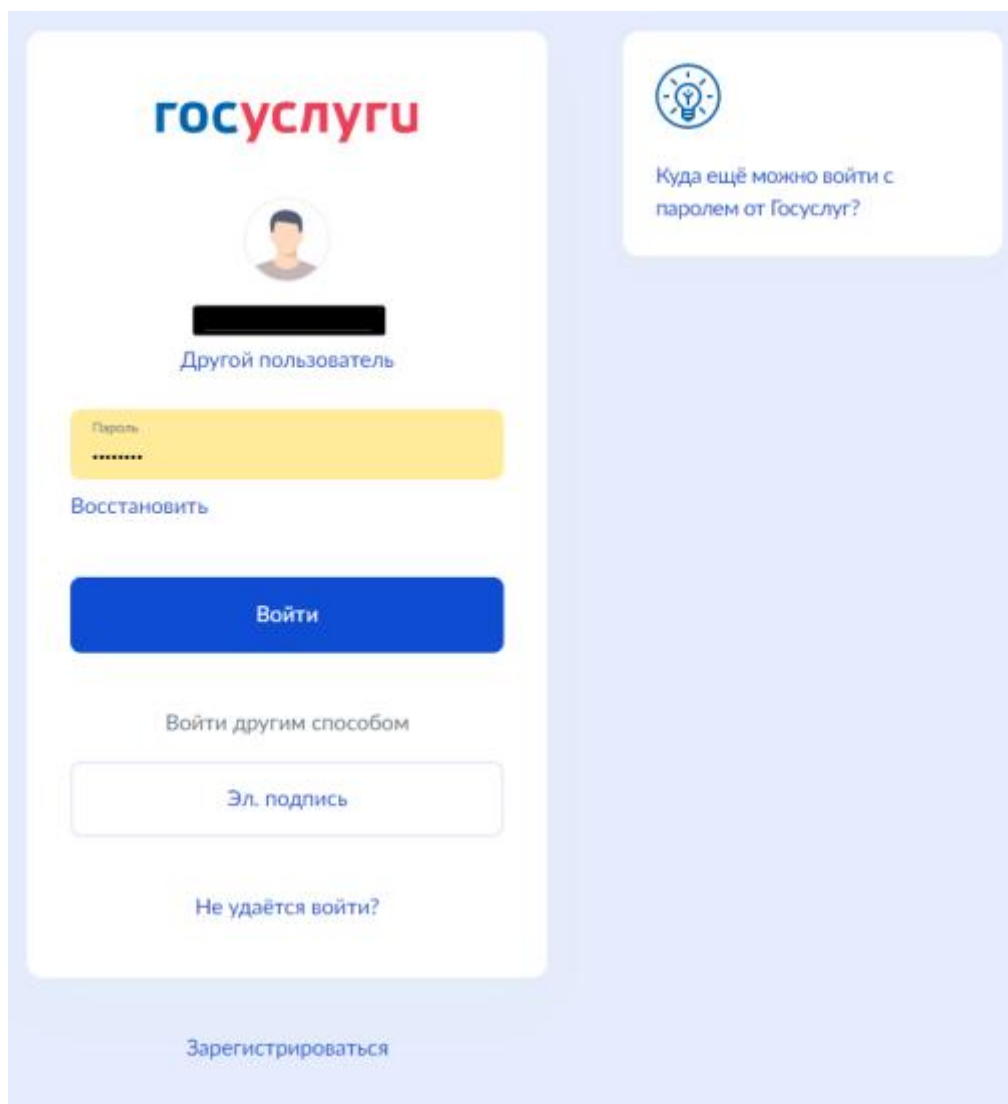 госуслуги
Другой пользователь
Пароль
••••••••
Восстановить
Войти
Войти другим способом
Эл. подпись
Не удаётся войти?
Зарегистрироваться
Куда ещё можно войти с
паролем от Госуслуг?